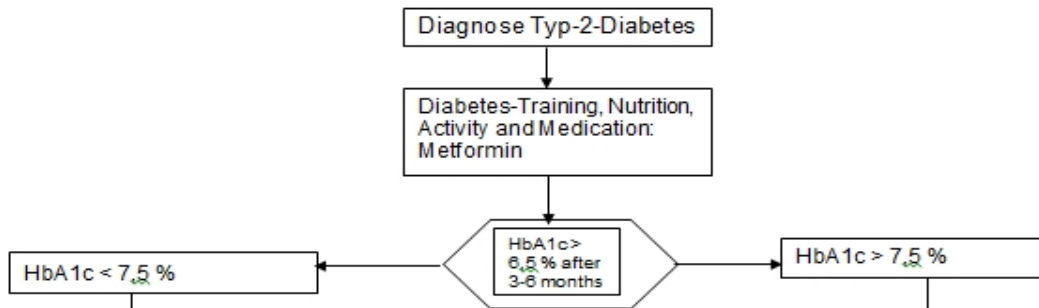 Diagnose Typ-2-Diabetes
Diabetes-Training, Nutrition,
Activity and Medication:
Metformin
HbA1c>
6,5 % after
3-6 months
HbA1c < 7,5 %
HbA1c > 7,5 %